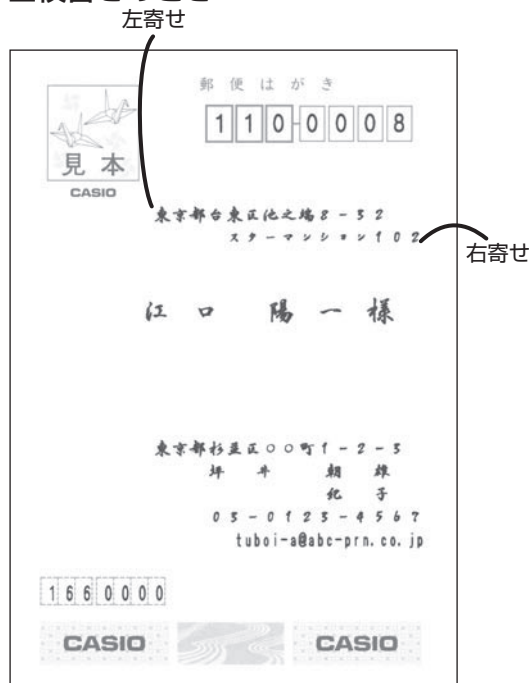 左寄せ
郵便はがき
110-0008
見本
CASIO
東京都台東区池之端8-32
スターマンション102
右寄せ
江口 陽一様
東京都杉並区○○町1-2-3
坪井 朝雄
紀子
03-0123-4567
tuboi-a@abc-prn.co.jp
1660000
CASIO CASIO